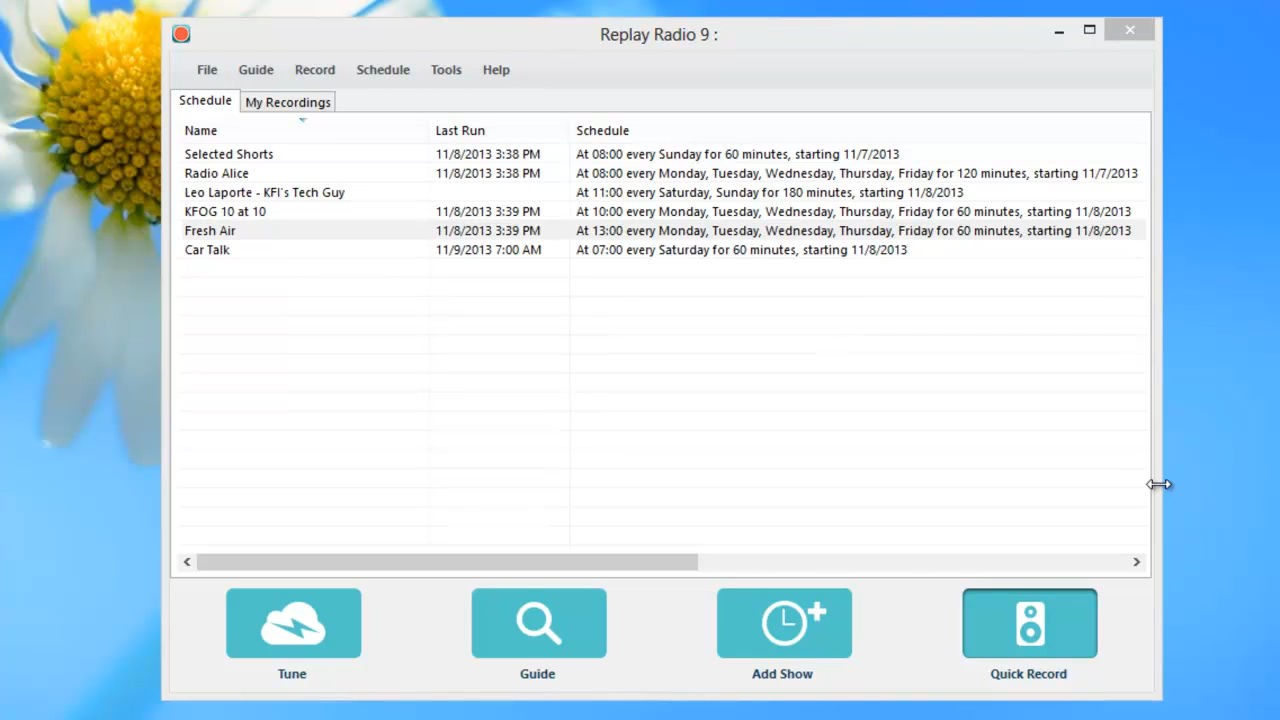 Replay Radio 9 :
File Guide Record Schedule Tools Help
Schedule My Recordings
Name Last Run Schedule
Selected Shorts 11/8/2013 3:38 PM At 08:00 every Sunday for 60 minutes, starting 11/7/2013
Radio Alice 11/8/2013 3:38 PM At 08:00 every Monday, Tuesday, Wednesday, Thursday, Friday for 120 minutes, starting 11/7/2013
Leo Laporte - KFI`s Tech Guy At 11:00 every Saturday, Sunday for 180 minutes, starting 11/8/2013
KFOG 10 at 10 11/8/2013 3:39 PM At 10:00 every Monday, Tuesday, Wednesday, Thursday, Friday for 60 minutes, starting 11/8/2013
Fresh Air 11/8/2013 3:39 PM At 13:00 every Monday, Tuesday, Wednesday, Thursday, Friday for 60 minutes, starting 11/8/2013
Car Talk 11/9/2013 7:00 AM At 07:00 every Saturday for 60 minutes, starting 11/8/2013
Tune Guide Add Show Quick Record